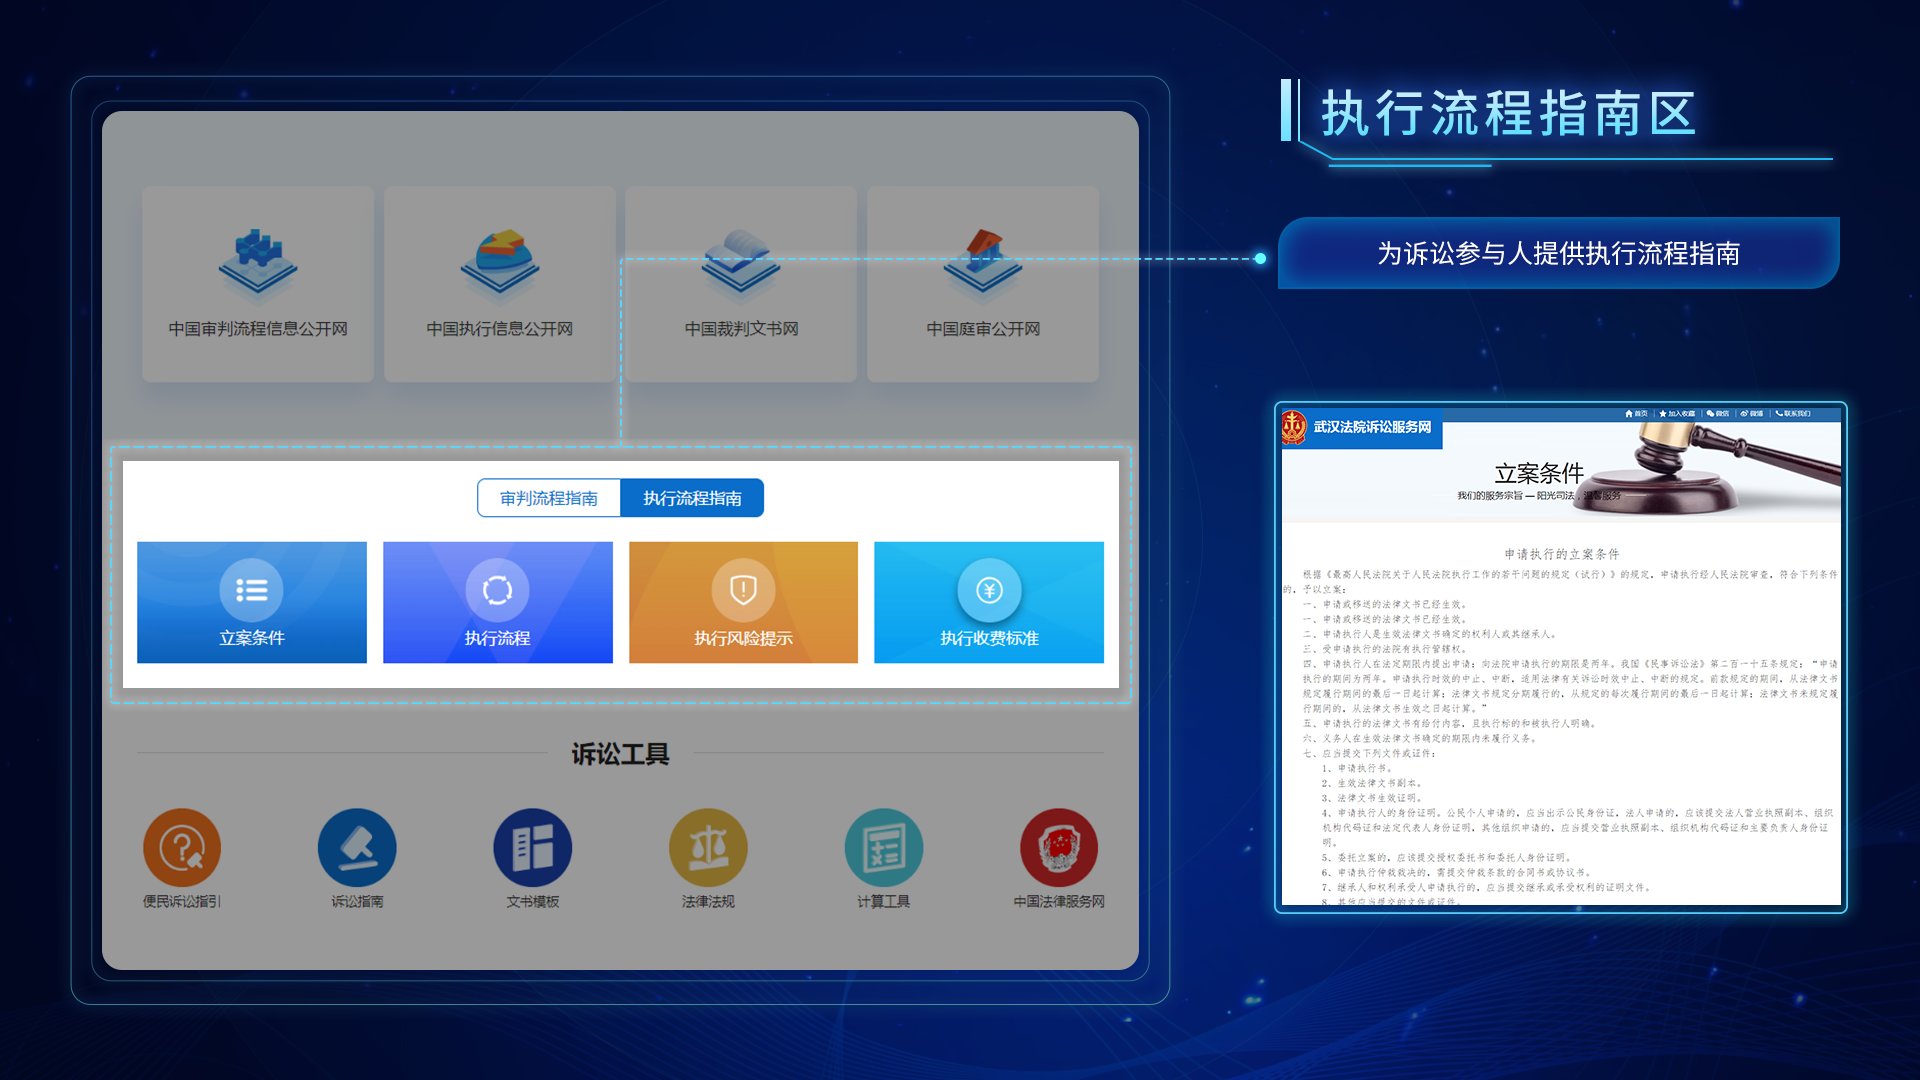 执行流程指南区
为诉讼参与人提供执行流程指南
中国审判流程信息公开网
中国执行信息公开网
中国裁判文书网
中国庭审公开网
审判流程指南
执行流程指南
立案条件
执行流程
执行风险提示
执行收费标准
诉讼工具
便民诉讼指引
诉讼指南
文书模板
法律法规
计算工具
中国法律服务网
首页
加入收藏
微信
微博
联系我们
武汉法院诉讼服务网
立案条件
我们的服务宗旨 — 阳光司法，温馨服务
申请执行的立案条件
根据《最高人民法院关于人民法院执行工作的若干问题的规定（试行）》的规定，申请执行经人民法院审查，符合下列条件
的，予以立案：
一、申请或移送的法律文书已经生效。
一、申请或移送的法律文书已经生效。
二、申请执行人是生效法律文书确定的权利人或其继承人。
三、受申请执行的法院有执行管辖权。
四、申请执行人在法定期限内提出申请；向法院申请执行的期限是两年。我国《民事诉讼法》第二百一十五条规定：“申请
执行的期间为两年。申请执行时效的中止、中断，适用法律有关诉讼时效中止、中断的规定。前款规定的期间，从法律文书
规定履行期间的最后一日起计算；法律文书规定分期履行的，从规定的每次履行期间的最后一日起计算；法律文书未规定履
行期间的，从法律文书生效之日起计算。”
五、申请执行的法律文书有给付内容，且执行标的和被执行人明确。
六、义务人在生效法律文书确定的期限内未履行义务。
七、应当提交下列文件或证件：
1、申请执行书。
2、生效法律文书副本。
3、法律文书生效证明。
4、申请执行人的身份证明。公民个人申请的，应当出示公民身份证，法人申请的，应该提交法人营业执照副本、组织
机构代码证和法定代表人身份证明，其他组织申请的，应当提交营业执照副本、组织机构代码证和主要负责人身份证
明。
5、委托立案的，应该提交授权委托书和委托人身份证明。
6、申请执行仲裁裁决的，需提交仲裁条款的合同书或协议书。
7、继承人和权利承受人申请执行的，应当提交继承或承受权利的证明文件。
8、其他应当提交的文件或证件。